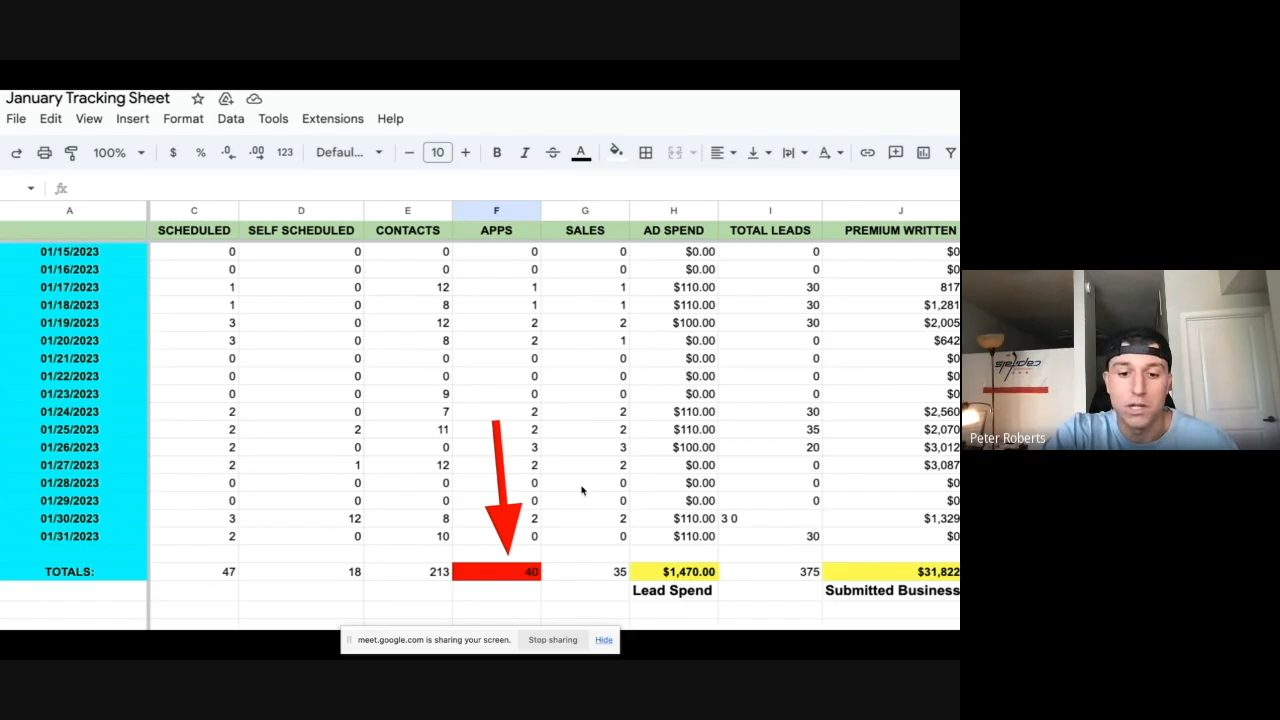 January Tracking Sheet
File Edit View Insert Format Data Tools Extensions Help
100% $ % .0 .00 123 Defaul... − 10 + B I S A
fx
A C D E F G H I J
SCHEDULED SELF SCHEDULED CONTACTS APPS SALES AD SPEND TOTAL LEADS PREMIUM WRITTEN
01/15/2023 0 0 0 0 0 $0.00 0 $0
01/16/2023 0 0 0 0 0 $0.00 0 $0
01/17/2023 1 0 12 1 1 $110.00 30 817
01/18/2023 1 0 8 1 1 $110.00 30 $1,281
01/19/2023 3 0 12 2 2 $100.00 30 $2,005
01/20/2023 3 0 8 2 1 $0.00 0 $642
01/21/2023 0 0 0 0 0 $0.00 0 $0
01/22/2023 0 0 0 0 0 $0.00 0 $0
01/23/2023 0 0 9 0 0 $0.00 0 $0
01/24/2023 2 0 7 2 2 $110.00 30 $2,560
01/25/2023 2 2 11 2 2 $110.00 35 $2,070
01/26/2023 2 0 0 3 3 $100.00 20 $3,012
01/27/2023 2 1 12 2 2 $0.00 0 $3,087
01/28/2023 0 0 0 0 0 $0.00 0 $0
01/29/2023 0 0 0 0 0 $0.00 0 $0
01/30/2023 3 12 8 2 2 $110.00 3 0 $1,329
01/31/2023 2 0 10 0 0 $110.00 30 $0
TOTALS: 47 18 213 40 35 $1,470.00 375 $31,822
Lead Spend Submitted Business
meet.google.com is sharing your screen. Stop sharing Hide
capitals
Peter Roberts